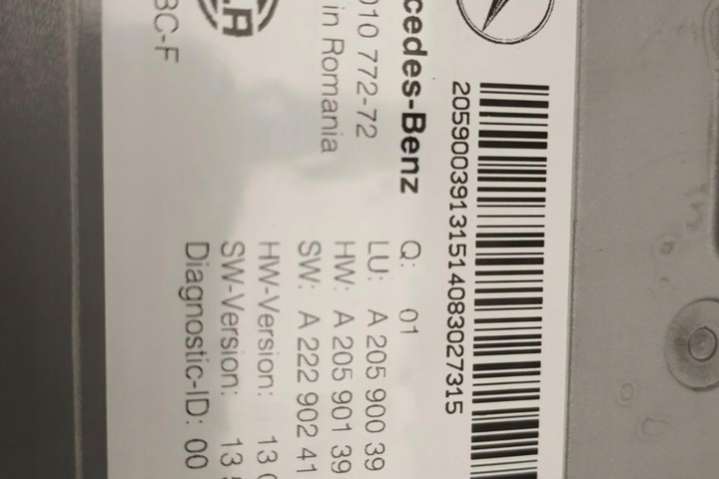 2059003913151408302731​5
cedes-Benz
010 772-72
in Romania
BC-F
Q: 01
LU: A 205 900 39
HW: A 205 901 39
SW: A 222 902 41
HW-Version: 13
SW-Version: 13
Diagnostic-ID: 00